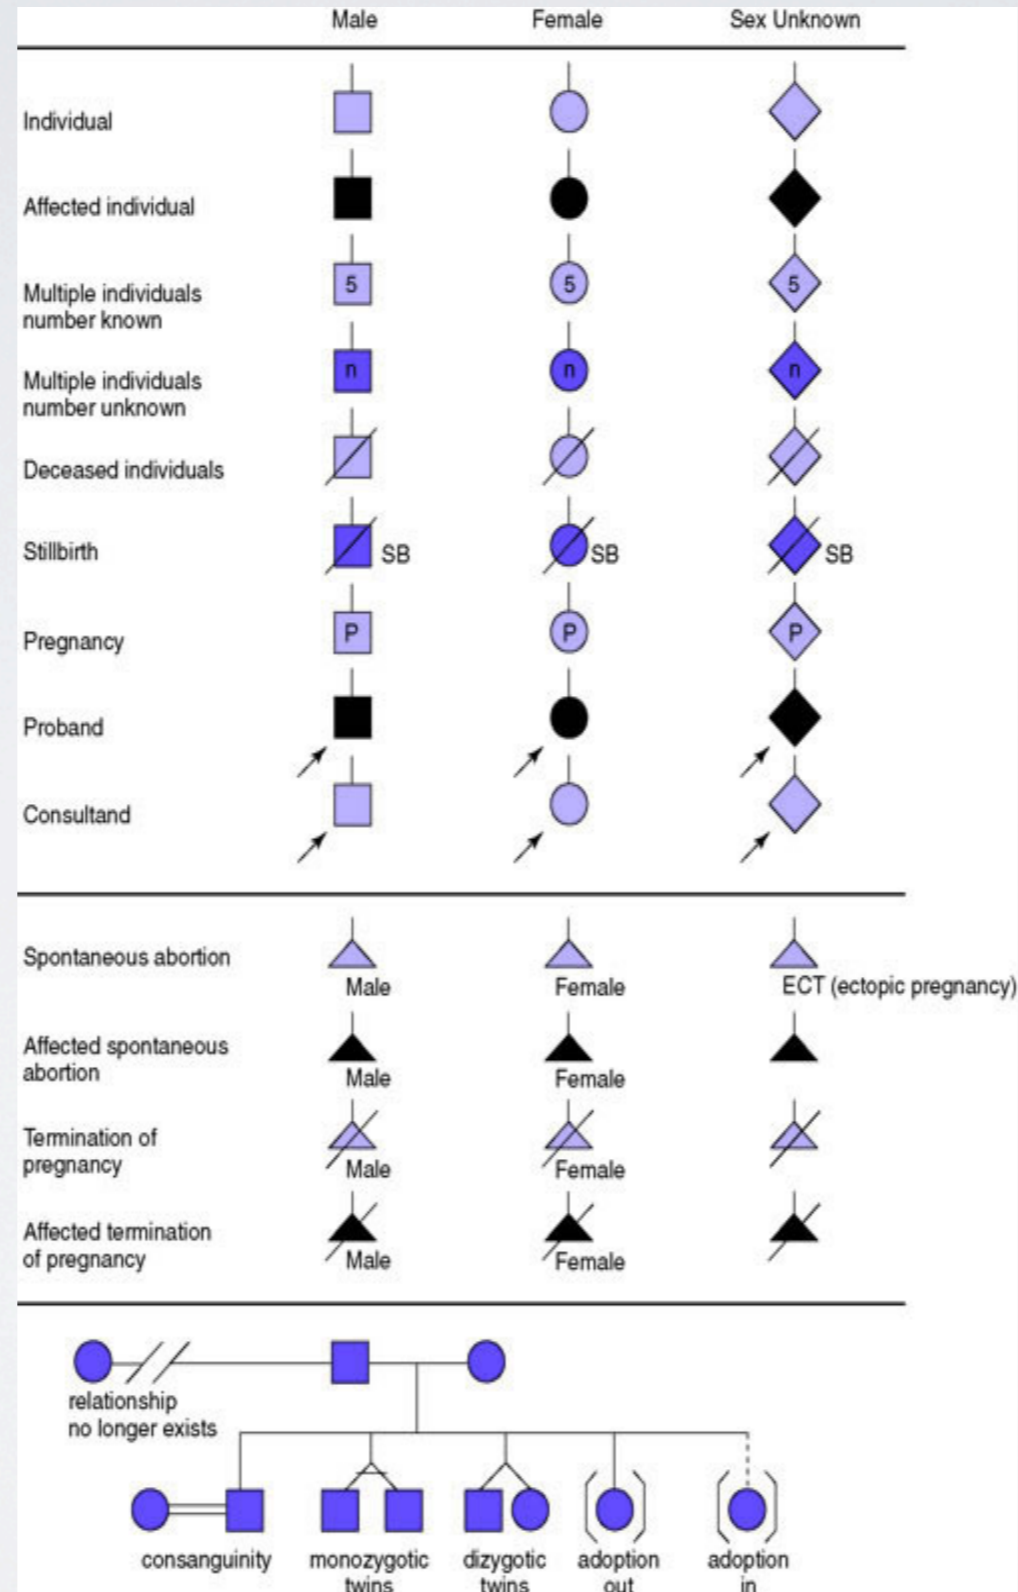 Male Female Sex Unknown
Individual
Affected individual
Multiple individuals
number known
5 5 5
Multiple individuals
number unknown
n n n
Deceased individuals
Stillbirth SB SB SB
Pregnancy P P P
Proband
Consultand
Spontaneous abortion
Male Female ECT (ectopic pregnancy)
Affected spontaneous
abortion
Male Female
Termination of
pregnancy
Male Female
Affected termination
of pregnancy
Male Female
relationship
no longer exists
consanguinity monozygotic dizygotic adoption adoption
twins twins out in